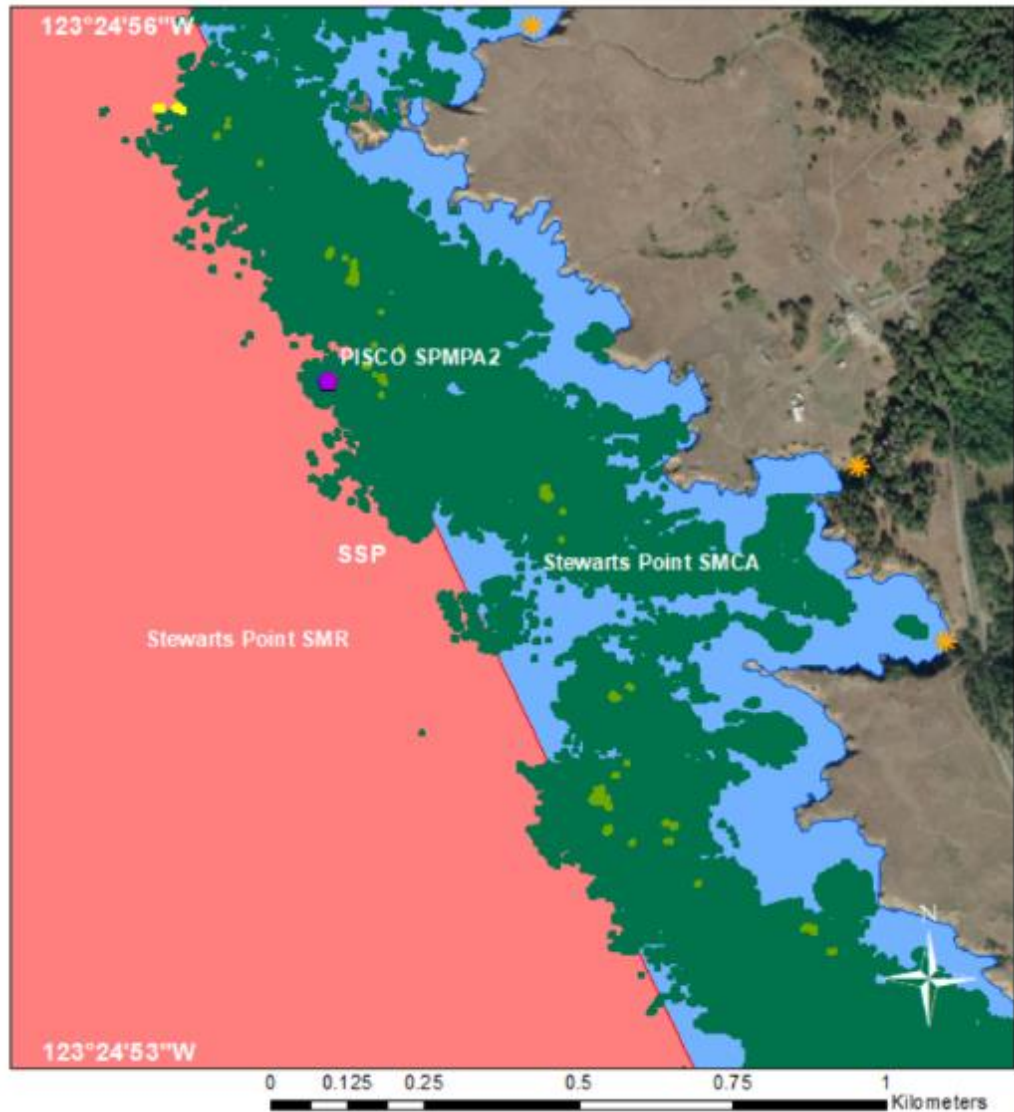 123°24'56"W
PISCO SPMPA2
SSP
Stewarts Point SMCA
Stewarts Point SMR
N
123°24'53"W
0 0.125 0.25 0.5 0.75 1
Kilometers